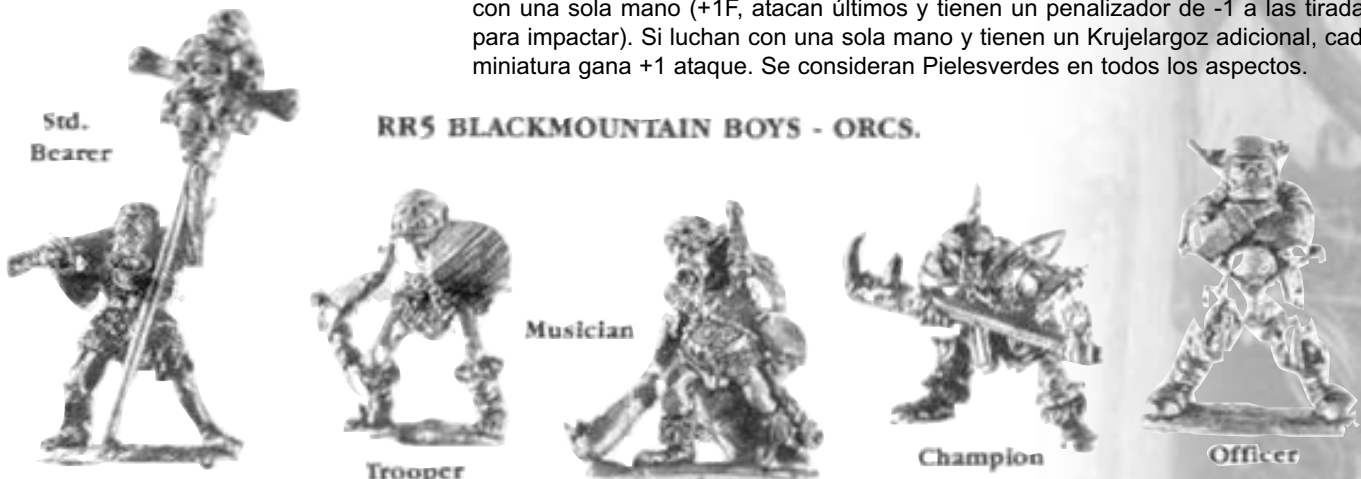 con una sola mano (+1F, atacan últimos y tienen un penalizador de -1 a las tirada
para impactar). Si luchan con una sola mano y tienen un Krujelargoz adicional, cad
miniatura gana +1 ataque. Se consideran Pielesverdes en todos los aspectos.
RR5 BLACKMOUNTAIN BOYS - ORCS.
Std.
Bearer
Trooper
Musician
Champion
Officer